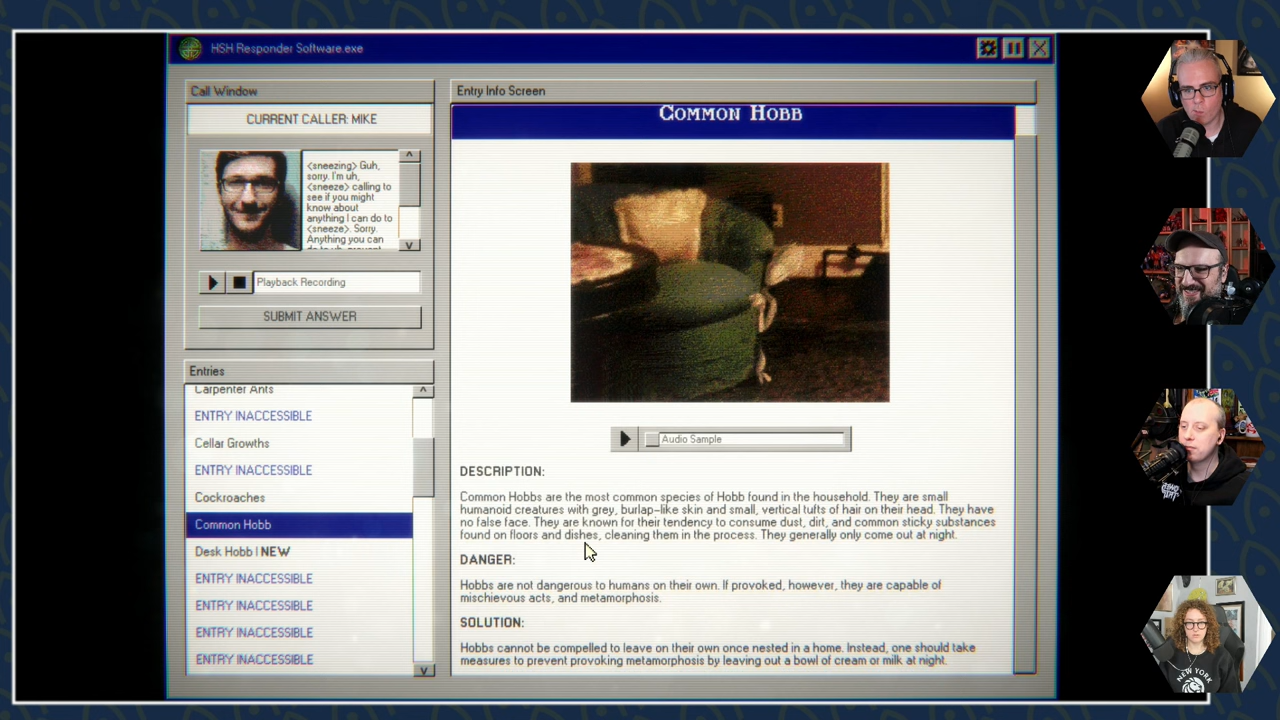 HSH Responder Software.exe
Call Window
CURRENT CALLER: MIKE
<sneezing> Guh,
sorry. I'm uh,
<sneeze> calling to
see if you might
know about
anything I can do to
<sneeze>. Sorry.
Anything you can
Playback Recording
SUBMIT ANSWER
Entries
Carpenter Ants
ENTRY INACCESSIBLE
Cellar Growths
ENTRY INACCESSIBLE
Cockroaches
Common Hobb
Desk Hobb | NEW
ENTRY INACCESSIBLE
ENTRY INACCESSIBLE
ENTRY INACCESSIBLE
ENTRY INACCESSIBLE
Entry Info Screen
Common Hobb
Audio Sample
DESCRIPTION:
Common Hobbs are the most common species of Hobb found in the household. They are small
humanoid creatures with grey, burlap-like skin and small, vertical tufts of hair on their head. They have
no false face. They are known for their tendency to consume dust, dirt, and common sticky substances
found on floors and dishes, cleaning them in the process. They generally only come out at night.
DANGER:
Hobbs are not dangerous to humans on their own. If provoked, however, they are capable of
mischievous acts, and metamorphosis.
SOLUTION:
Hobbs cannot be compelled to leave on their own once nested in a home. Instead, one should take
measures to prevent provoking metamorphosis by leaving out a bowl of cream or milk at night.
NEW YORK